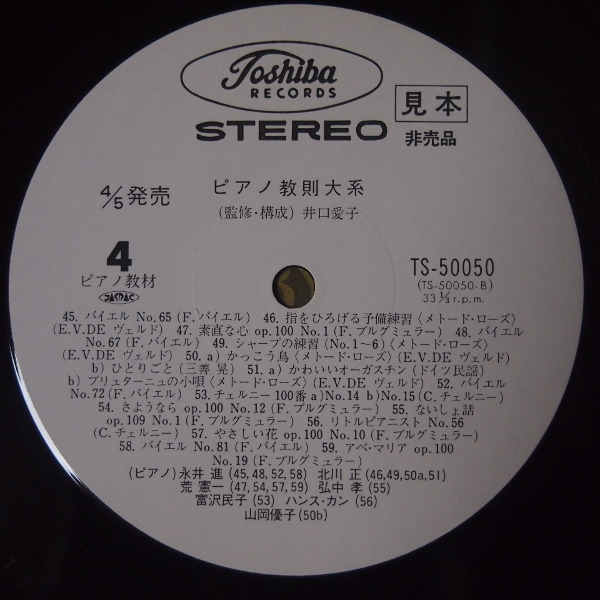 Toshiba
RECORDS
STEREO
見本
非売品
4/5発売
ピアノ教則大系
(監修・構成) 井口愛子
4
ピアノ教材
JASRAC
TS-50050
(TS-50050-B)
33 1/3 r.p.m.
45. バイエル No.65 (F.バイエル) 46. 指をひろげる予備練習〈メトード・ローズ〉
(E.V.DE ヴェルド) 47. 素直な心 op.100 No.1 (F.ブルグミュラー) 48. バイエル
No.67 (F.バイエル) 49. シャープの練習 (No.1〜6)〈メトード・ローズ〉
(E.V.DE ヴェルド) 50. a) かっこう鳥〈メトード・ローズ〉(E.V.DE ヴェルド)
b) ひとりごと (三善 晃) 51. a) かわいいオーガスチン (ドイツ民謡)
b) ブリュターニュの小唄〈メトード・ローズ〉(E.V.DE ヴェルド) 52. バイエル
No.72 (F.バイエル) 53. チェルニー100番 a) No.14 b) No.15 (C.チェルニー)
54. さようなら op.100 No.12 (F.ブルグミュラー) 55. ないしょ話
op.109 No.1 (F.ブルグミュラー) 56. リトルピアニスト No.56
(C.チェルニー) 57. やさしい花 op.100 No.10 (F.ブルグミュラー)
58. バイエル No.81 (F.バイエル) 59. アベ・マリア op.100
No.19 (F.ブルグミュラー)
(ピアノ) 永井 進 (45,48,52,58) 北川 正 (46,49,50a,51)
荒 憲一 (47,54,57,59) 弘中 孝 (55)
富沢民子 (53) ハンス・カン (56)
山岡優子 (50b)